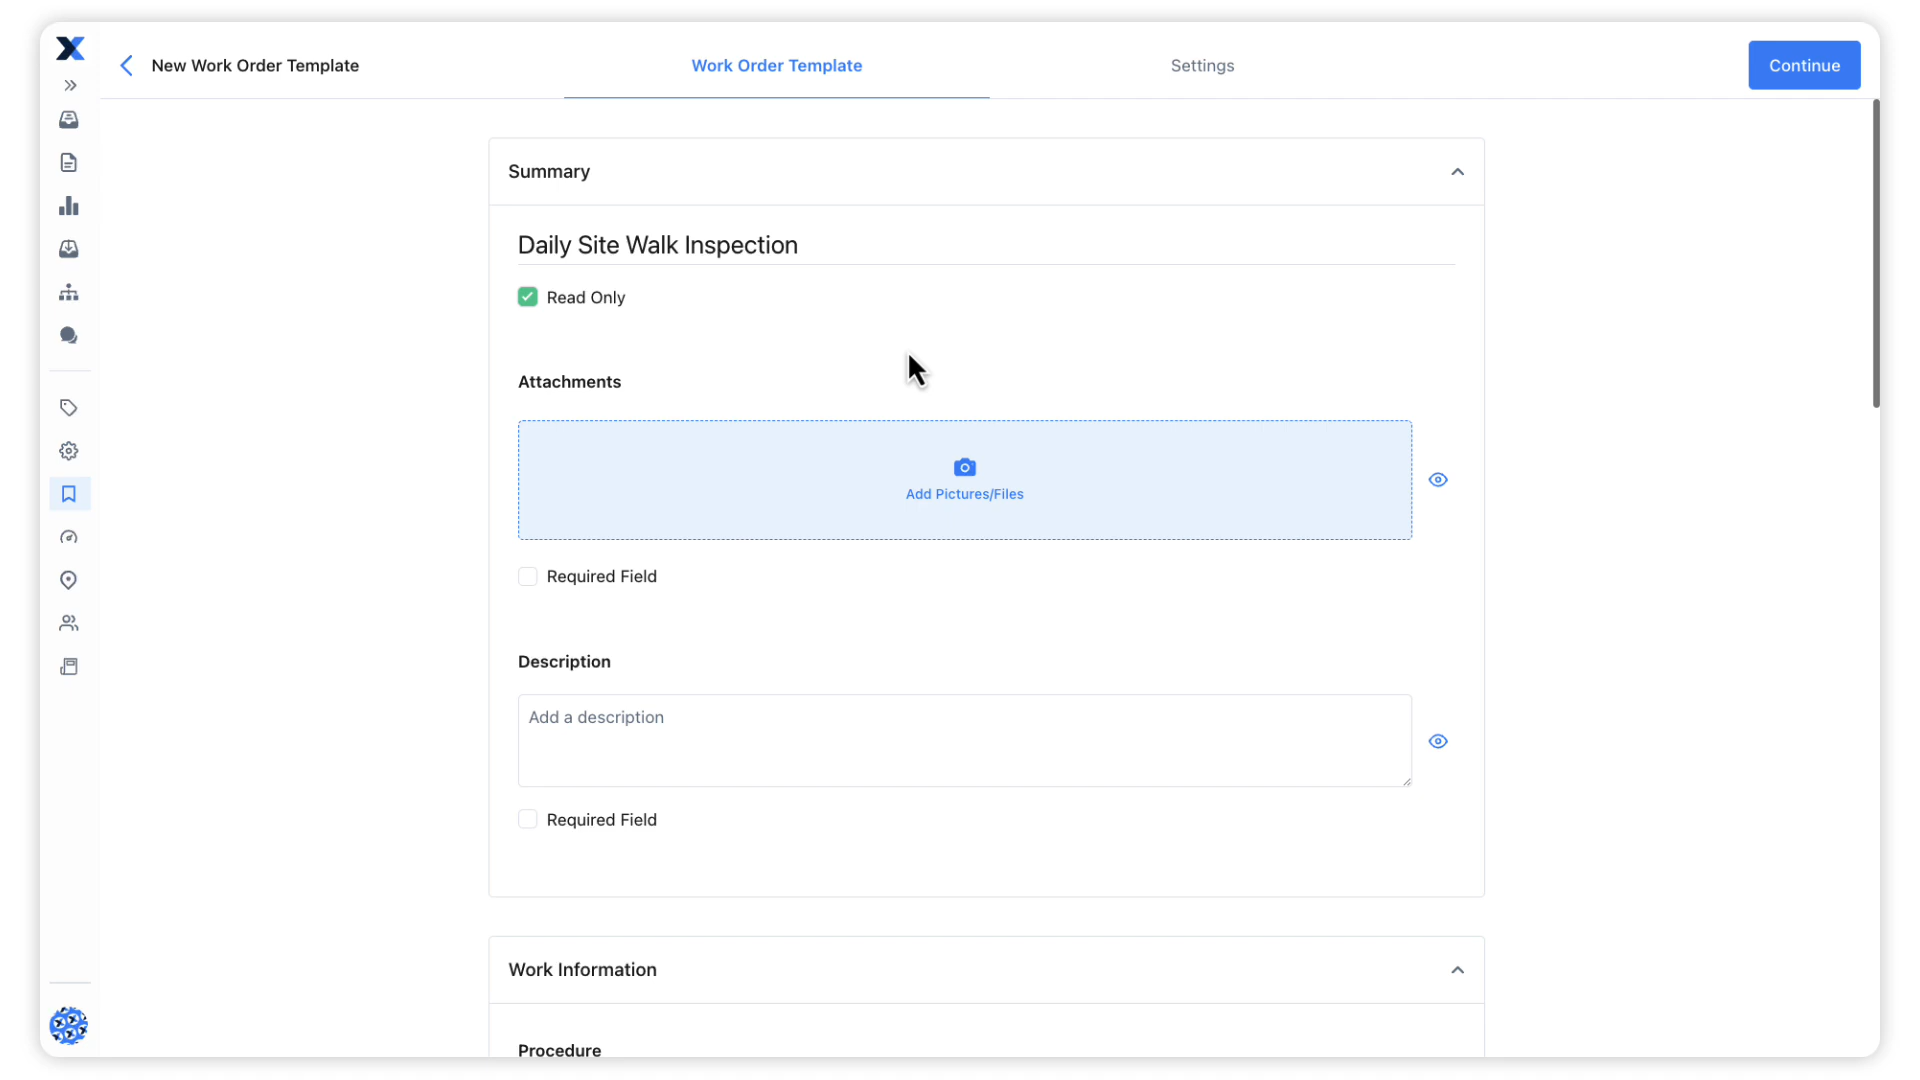 New Work Order Template
Work Order Template
Settings
Continue
Summary
Daily Site Walk Inspection
Read Only
Attachments
Add Pictures/Files
Required Field
Description
Add a description
Required Field
Work Information
Procedure